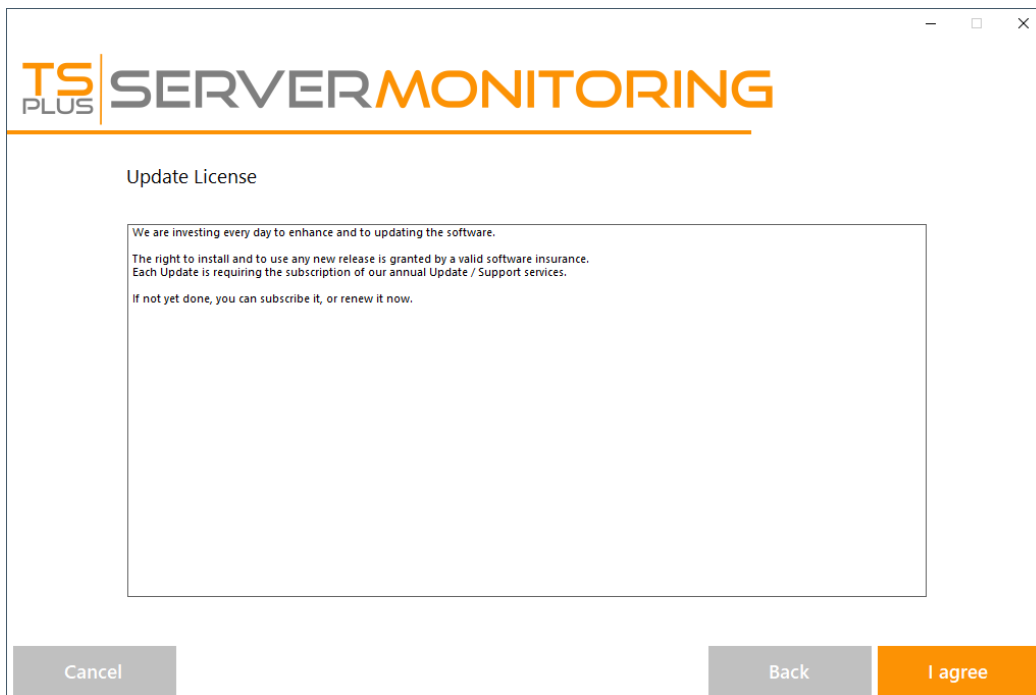 TS PLUS SERVERMONITORING
Update License
We are investing every day to enhance and to updating the software.
The right to install and to use any new release is granted by a valid software insurance.
Each Update is requiring the subscription of our annual Update / Support services.
If not yet done, you can subscribe it, or renew it now.
Cancel
Back
I agree